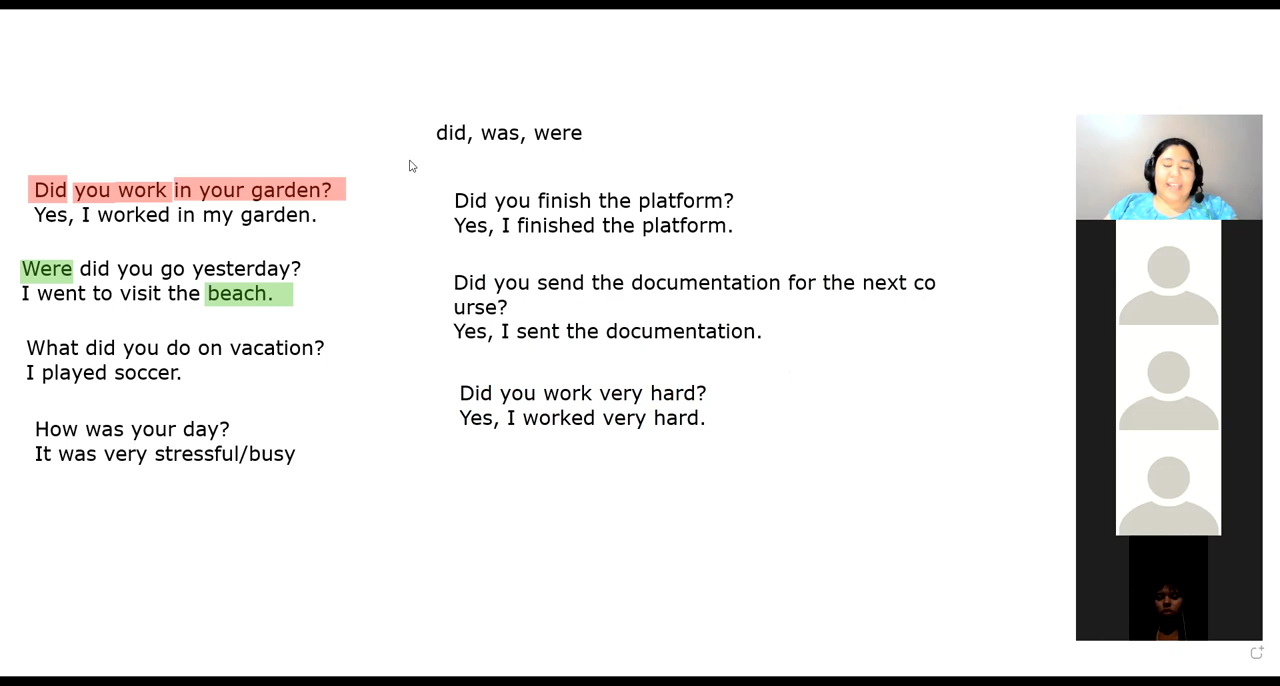 did, was, were
Did you work in your garden?
Yes, I worked in my garden.
Were did you go yesterday?
I went to visit the beach.
What did you do on vacation?
I played soccer.
How was your day?
It was very stressful/busy
Did you finish the platform?
Yes, I finished the platform.
Did you send the documentation for the next co
urse?
Yes, I sent the documentation.
Did you work very hard?
Yes, I worked very hard.